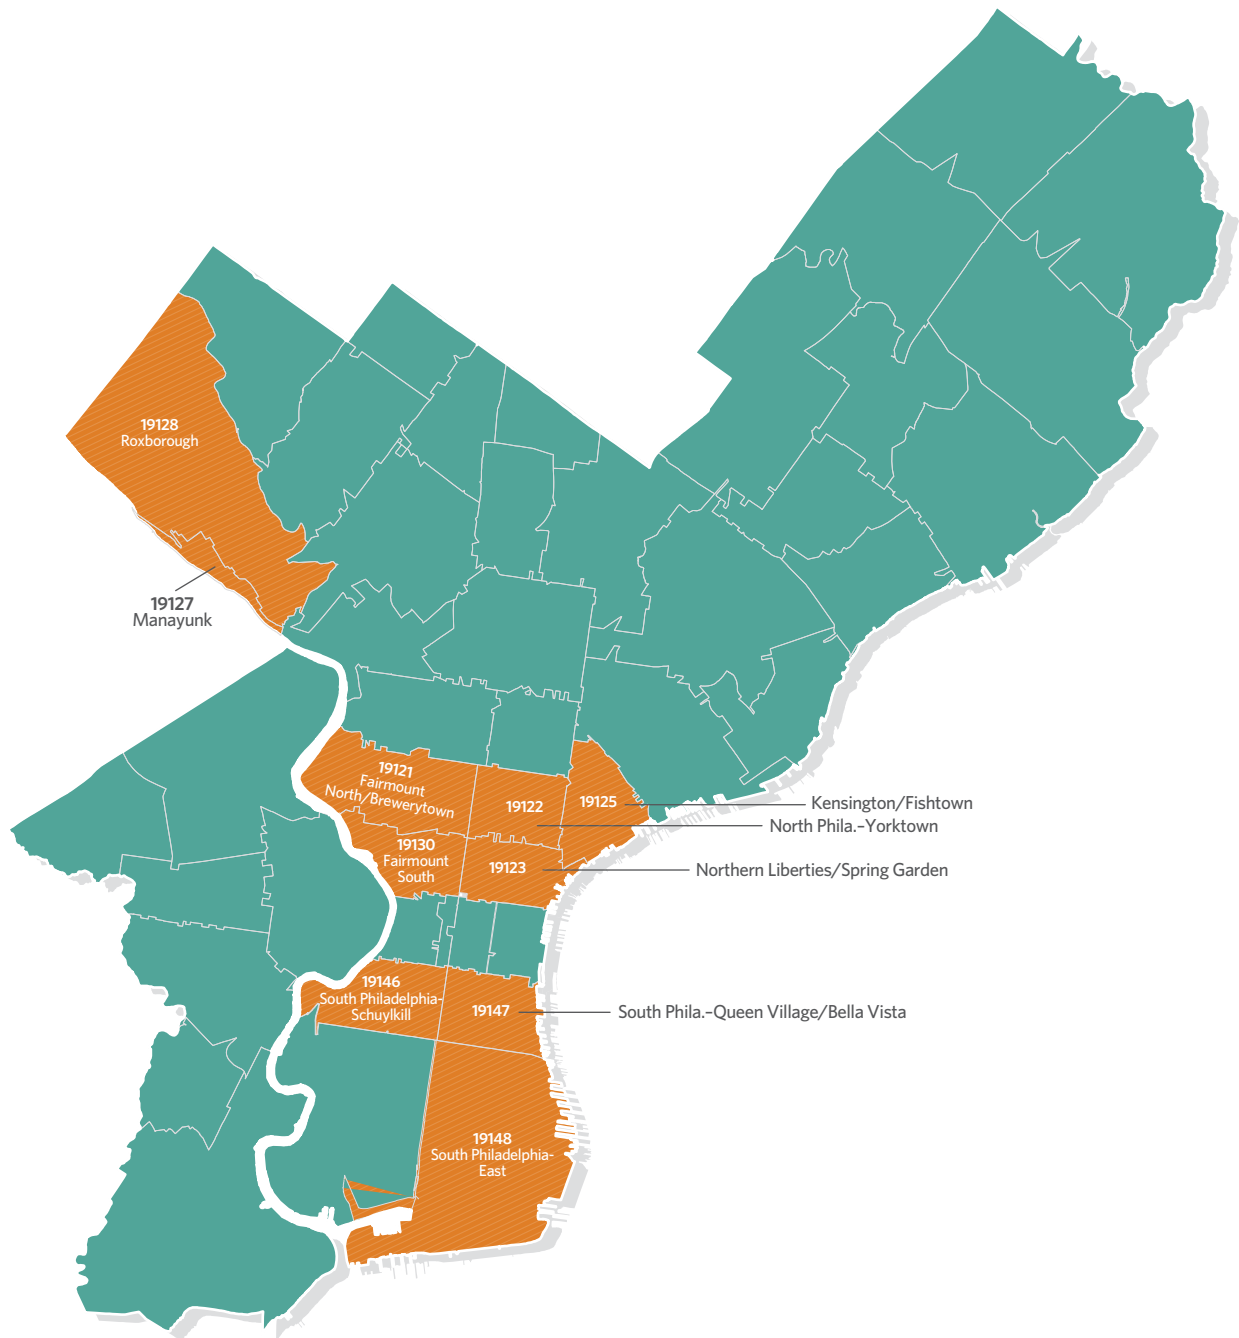 19128
Roxborough
19127
Manayunk
19121
Fairmount
North/Brewerytown
19122
19125
Kensington/Fishtown
North Phila.–Yorktown
19130
Fairmount
South
19123
Northern Liberties/Spring Garden
19146
South Philadelphia-
Schuylkill
19147
South Phila.–Queen Village/Bella Vista
19148
South Philadelphia-
East